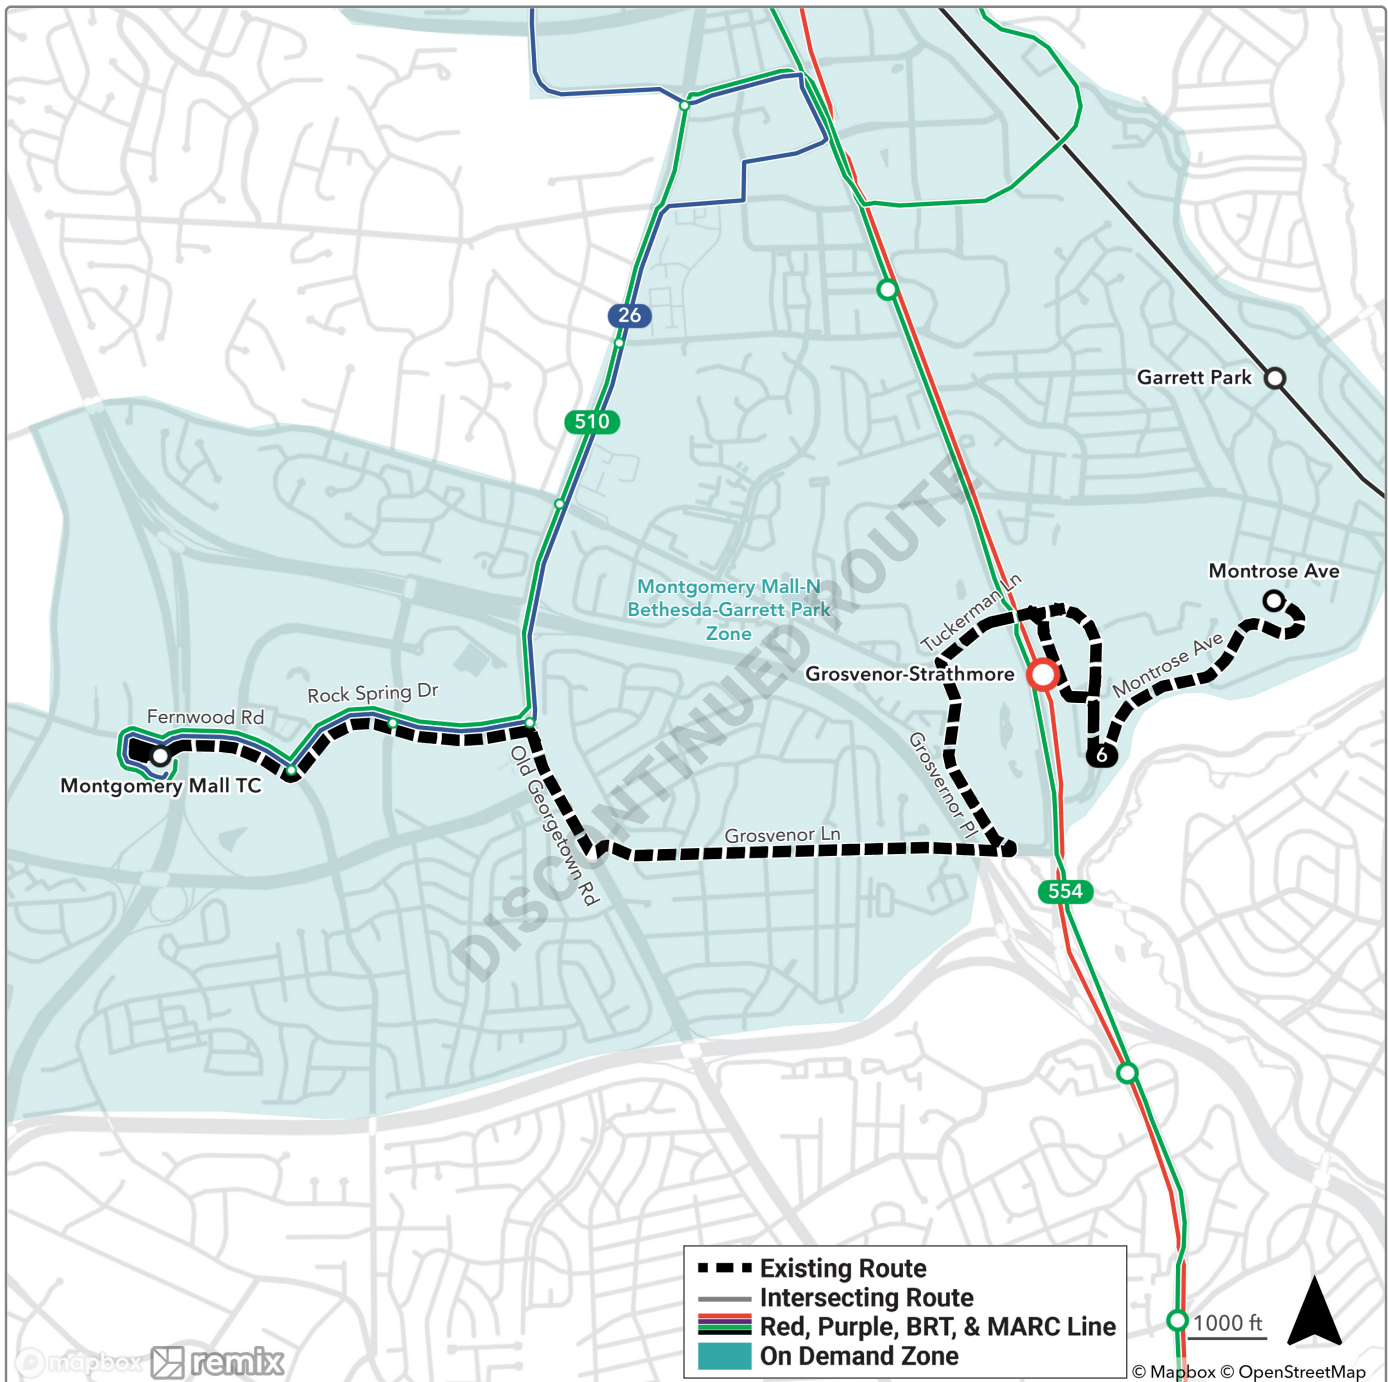 26
510
Garrett Park
Montgomery Mall-N
Bethesda-Garrett Park
Zone
Montrose Ave
Tuckerman Ln
Grosvenor-Strathmore
Montrose Ave
Rock Spring Dr
Fernwood Rd
Montgomery Mall TC
6
Old Georgetown Rd
Grosvernor Pl
Grosvenor Ln
DISCONTINUED ROUTE
554
Existing Route
Intersecting Route
Red, Purple, BRT, & MARC Line
On Demand Zone
1000 ft
mapbox remix
© Mapbox © OpenStreetMap